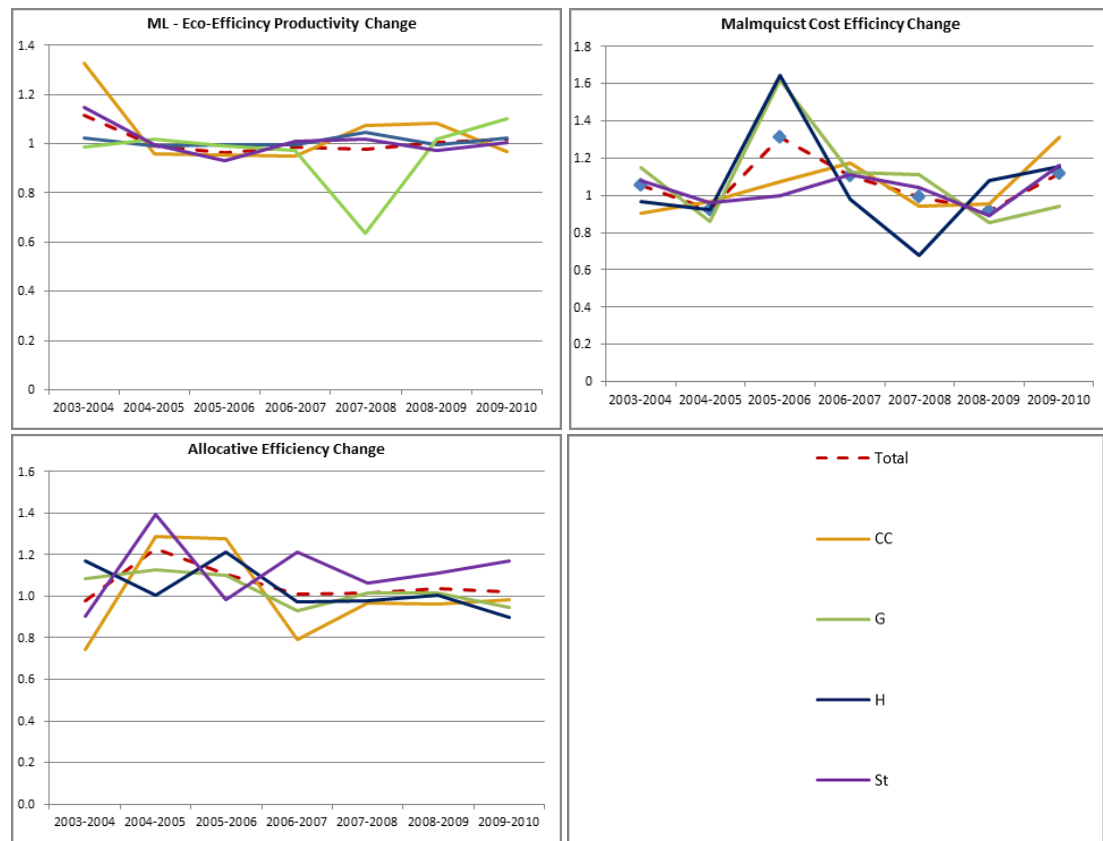 ML - Eco-Efficincy Productivity Change
1.4
1.2
1
0.8
0.6
0.4
0.2
0
2003-2004 2004-2005 2005-2006 2006-2007 2007-2008 2008-2009 2009-2010
Malmquicst Cost Efficincy Change
1.8
1.6
1.4
1.2
1
0.8
0.6
0.4
0.2
0
2003-2004 2004-2005 2005-2006 2006-2007 2007-2008 2008-2009 2009-2010
Allocative Efficiency Change
1.6
1.4
1.2
1.0
0.8
0.6
0.4
0.2
0.0
2003-2004 2004-2005 2005-2006 2006-2007 2007-2008 2008-2009 2009-2010
Total
CC
G
H
St